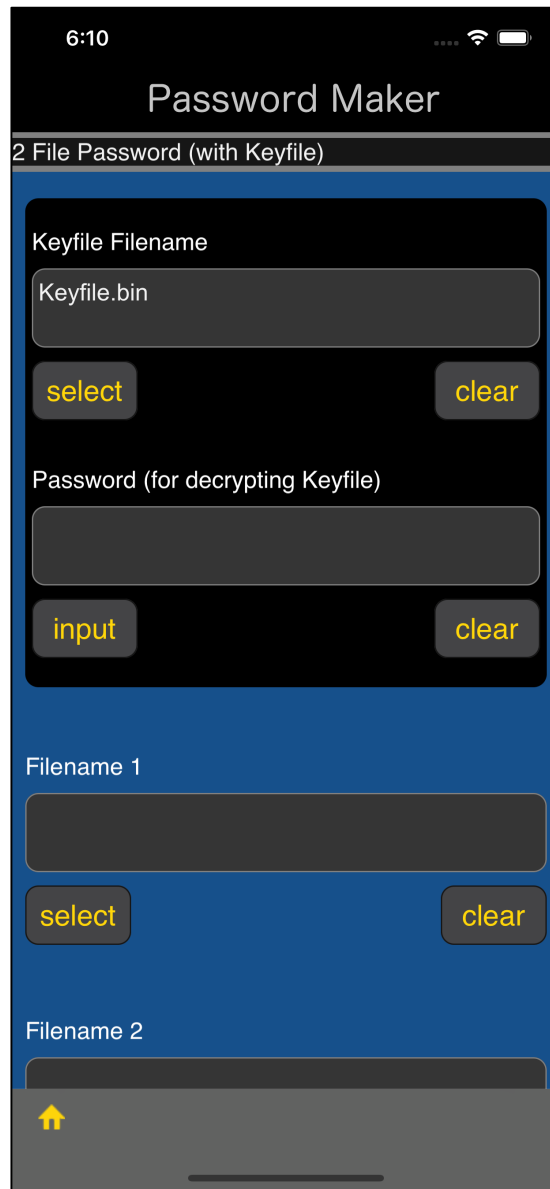 6:10
Password Maker
2 File Password (with Keyfile)
Keyfile Filename
Keyfile.bin
select clear
Password (for decrypting Keyfile)
input clear
Filename 1
select clear
Filename 2